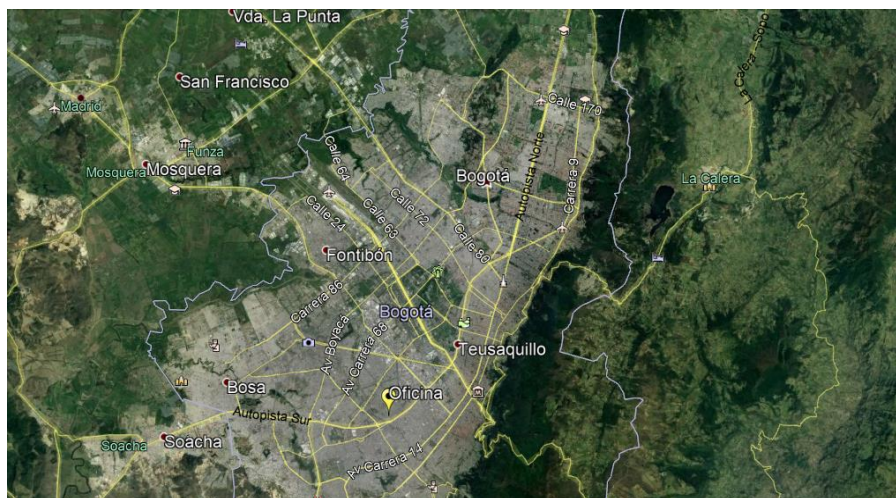 Vda, La Punta
San Francisco
Madrid
Calle 170
La Calera
Funza
Calle 64
Mosquera
Mosquera
Bogotá
Autopista Norte
Carrera 9
La Calera
Calle 24
Calle 63
Calle 72
Calle 80
Fontibón
Carrera 86
Bogotá
Av Boyaca
Av Carrera 68
Teusaquillo
Bosa
Oficina
Autopista Sur
Soacha
Soacha
Av Carrera 14